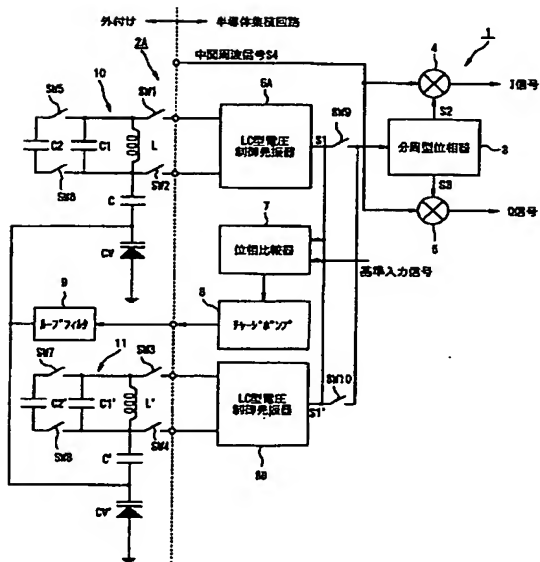 外付け
半導体集積回路
2A
1
中間周波信号S4
4
I信号
SW5
10
SW1
6A
LC型電圧
制御発振器
S1
SW9
S2
分周型位相器
3
C2
C1
L
SW6
SW2
S3
C
7
位相比較器
5
Q信号
CV
基準入力信号
9
ループフィルタ
8
チャージポンプ
SW7
11
SW3
LC型電圧
制御発振器
SW10
S1'
C2'
C1'
L'
SW8
SW4
C'
6B
CV'